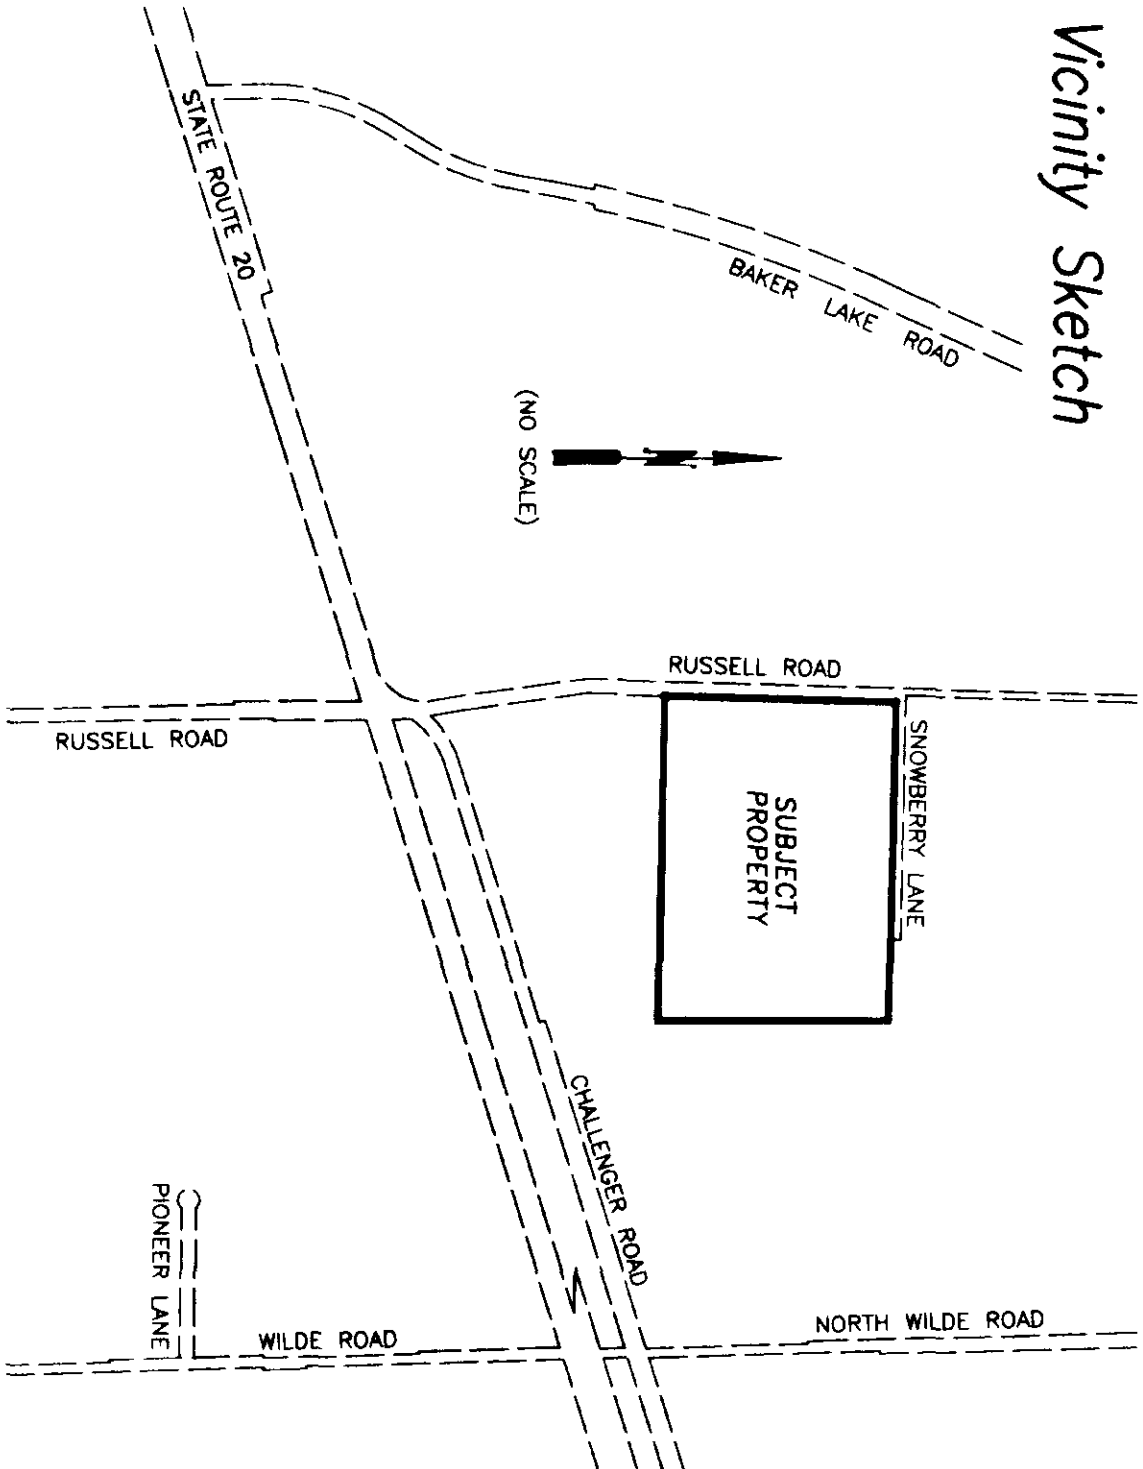 Vicinity Sketch
BAKER LAKE ROAD
STATE ROUTE 20
N
(NO SCALE)
RUSSELL ROAD
SNOWBERRY LANE
SUBJECT
PROPERTY
RUSSELL ROAD
CHALLENGER ROAD
NORTH WILDE ROAD
WILDE ROAD
PIONEER LANE